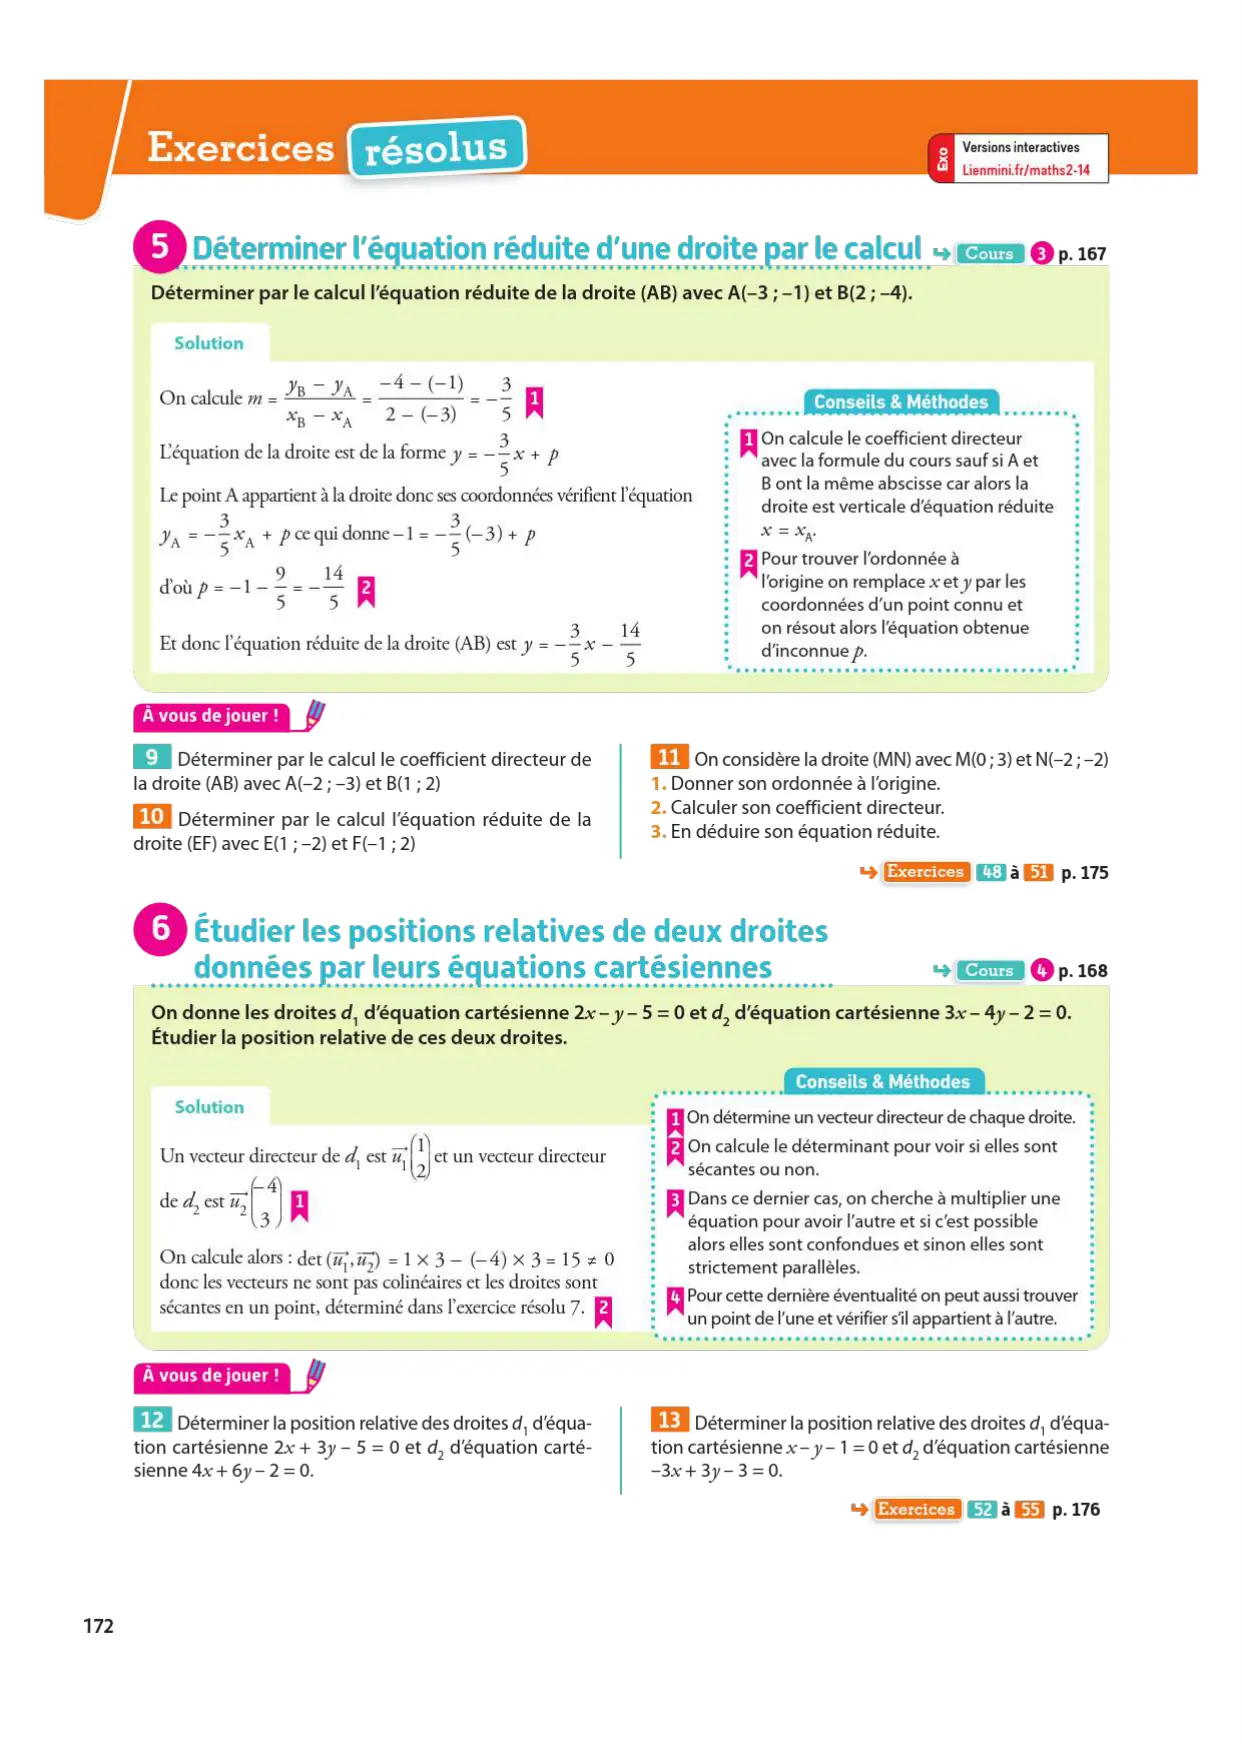 Exercices résolus
Exo
Versions interactives
Lienmini.fr/maths2-14
5 Déterminer l’équation réduite d’une droite par le calcul
Cours 3 p. 167
Déterminer par le calcul l’équation réduite de la droite (AB) avec A(–3 ; –1) et B(2 ; –4).
Solution
On calcule m = (yB − yA)/(xB − xA) = (−4 − (−1))/(2 − (−3)) = −3/5 1
L’équation de la droite est de la forme y = −3/5 x + p
Le point A appartient à la droite donc ses coordonnées vérifient l’équation
yA = −3/5 xA + p ce qui donne −1 = −3/5 (−3) + p
d’où p = −1 − 9/5 = −14/5 2
Et donc l’équation réduite de la droite (AB) est y = −3/5 x − 14/5
Conseils & Méthodes
1 On calcule le coefficient directeur
avec la formule du cours sauf si A et
B ont la même abscisse car alors la
droite est verticale d’équation réduite
x = xA.
2 Pour trouver l’ordonnée à
l’origine on remplace x et y par les
coordonnées d’un point connu et
on résout alors l’équation obtenue
d’inconnue p.
À vous de jouer !
9 Déterminer par le calcul le coefficient directeur de
la droite (AB) avec A(–2 ; –3) et B(1 ; 2)
10 Déterminer par le calcul l’équation réduite de la
droite (EF) avec E(1 ; –2) et F(–1 ; 2)
11 On considère la droite (MN) avec M(0 ; 3) et N(–2 ; –2)
1. Donner son ordonnée à l’origine.
2. Calculer son coefficient directeur.
3. En déduire son équation réduite.
Exercices 48 à 51 p. 175
6 Étudier les positions relatives de deux droites
données par leurs équations cartésiennes
Cours 4 p. 168
On donne les droites d1 d’équation cartésienne 2x – y – 5 = 0 et d2 d’équation cartésienne 3x – 4y – 2 = 0.
Étudier la position relative de ces deux droites.
Solution
Un vecteur directeur de d1 est u1→ (1 2) et un vecteur directeur
de d2 est u2→ (−4 3) 1
On calcule alors : det (u1→, u2→) = 1 × 3 − (−4) × 3 = 15 ≠ 0
donc les vecteurs ne sont pas colinéaires et les droites sont
sécantes en un point, déterminé dans l’exercice résolu 7. 2
Conseils & Méthodes
1 On détermine un vecteur directeur de chaque droite.
2 On calcule le déterminant pour voir si elles sont
sécantes ou non.
3 Dans ce dernier cas, on cherche à multiplier une
équation pour avoir l’autre et si c’est possible
alors elles sont confondues et sinon elles sont
strictement parallèles.
4 Pour cette dernière éventualité on peut aussi trouver
un point de l’une et vérifier s’il appartient à l’autre.
À vous de jouer !
12 Déterminer la position relative des droites d1 d’équa-
tion cartésienne 2x + 3y – 5 = 0 et d2 d’équation carté-
sienne 4x + 6y – 2 = 0.
13 Déterminer la position relative des droites d1 d’équa-
tion cartésienne x – y – 1 = 0 et d2 d’équation cartésienne
–3x + 3y – 3 = 0.
Exercices 52 à 55 p. 176
172